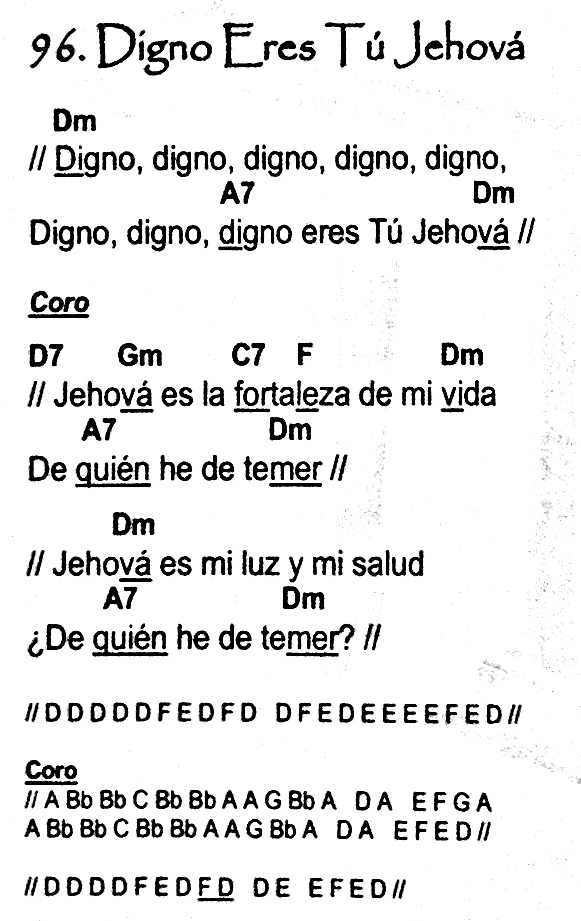 96. Digno Eres Tú Jehová
Dm
// Digno, digno, digno, digno, digno,
A7 Dm
Digno, digno, digno eres Tú Jehová //
Coro
D7 Gm C7 F Dm
// Jehová es la fortaleza de mi vida
A7 Dm
De quién he de temer //
Dm
// Jehová es mi luz y mi salud
A7 Dm
¿De quién he de temer? //
// D D D D D F E D F D D F E D E E E E F E D //
Coro
// A Bb Bb C Bb Bb A A G Bb A D A E F G A
A Bb Bb C Bb Bb A A G Bb A D A E F E D //
// D D D D F E D F D D E E F E D //